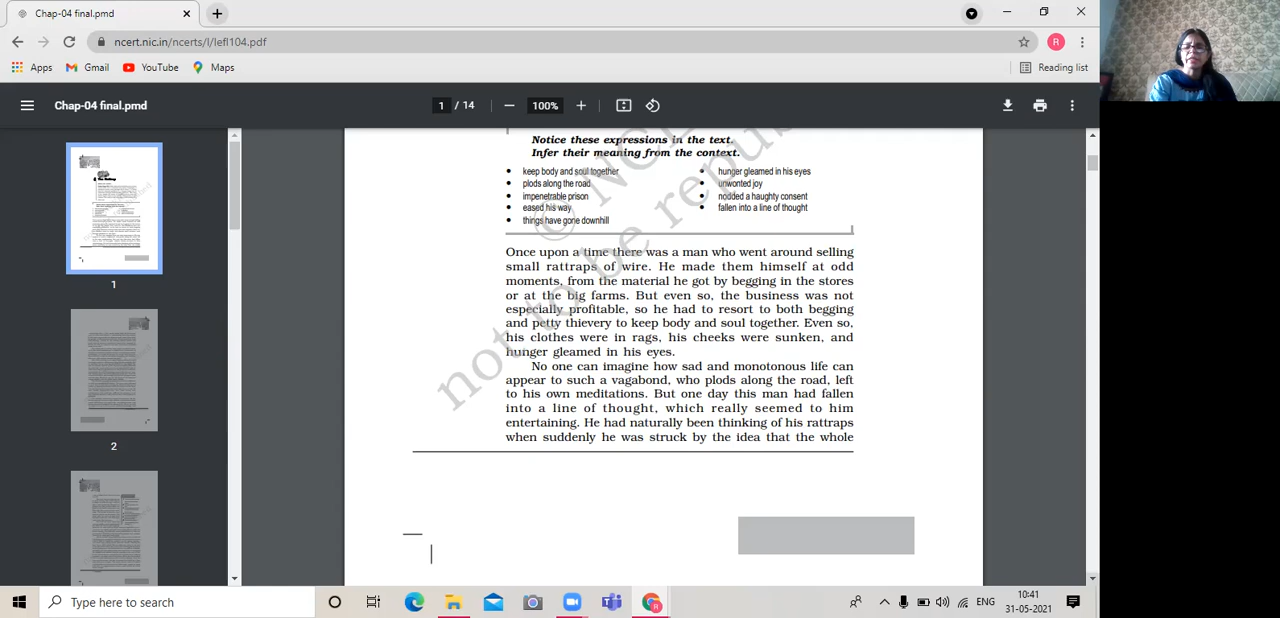 Chap-04 final.pmd
ncert.nic.in/ncerts/l/lefl104.pdf
R
Apps
Gmail
YouTube
Maps
Reading list
Chap-04 final.pmd
1 / 14
100%
Notice these expressions in the text.
Infer their meaning from the context.
• keep body and soul together
• plods along the road
• impenetrable prison
• eased his way
• things have gone downhill
• hunger gleamed in his eyes
• unwonted joy
• nodded a haughty consent
• fallen into a line of thought
Once upon a time there was a man who went around selling
small rattraps of wire. He made them himself at odd
moments, from the material he got by begging in the stores
or at the big farms. But even so, the business was not
especially profitable, so he had to resort to both begging
and petty thievery to keep body and soul together. Even so,
his clothes were in rags, his cheeks were sunken, and
hunger gleamed in his eyes.
No one can imagine how sad and monotonous life can
appear to such a vagabond, who plods along the road, left
to his own meditations. But one day this man had fallen
into a line of thought, which really seemed to him
entertaining. He had naturally been thinking of his rattraps
when suddenly he was struck by the idea that the whole
not to be repu
© NC
1
2
Type here to search
ENG
10:41
31-05-2021